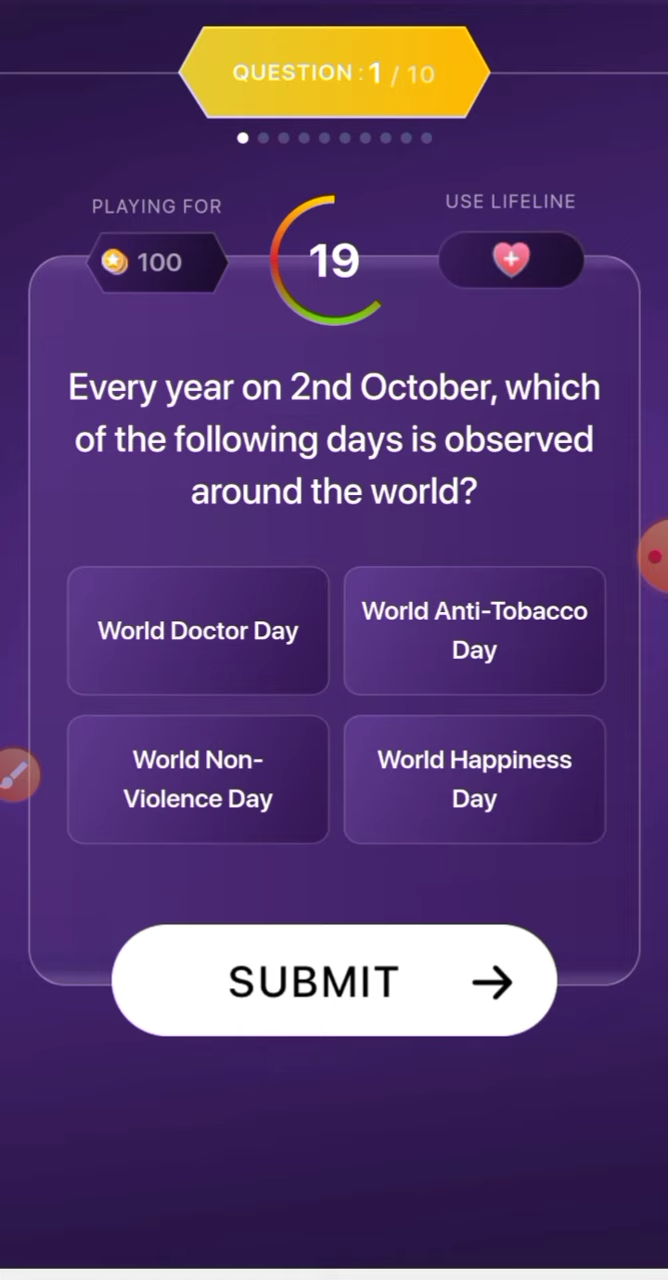 QUESTION : 1 / 10
PLAYING FOR
USE LIFELINE
100
19
Every year on 2nd October, which
of the following days is observed
around the world?
World Doctor Day
World Anti-Tobacco
Day
World Non-
Violence Day
World Happiness
Day
SUBMIT